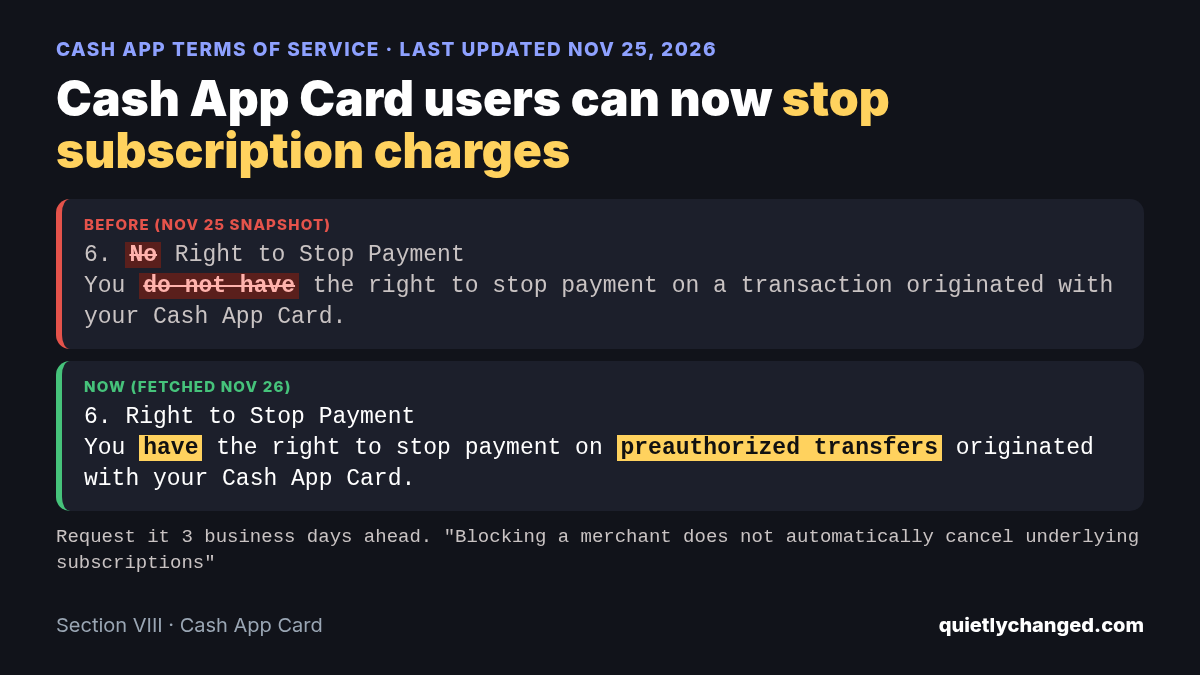 CASH APP TERMS OF SERVICE · LAST UPDATED NOV 25, 2026
Cash App Card users can now stop
subscription charges
BEFORE (NOV 25 SNAPSHOT)
6. No Right to Stop Payment
You do not have the right to stop payment on a transaction originated with
your Cash App Card.
NOW (FETCHED NOV 26)
6. Right to Stop Payment
You have the right to stop payment on preauthorized transfers originated
with your Cash App Card.
Request it 3 business days ahead. "Blocking a merchant does not automatically cancel underlying
subscriptions"
Section VIII · Cash App Card
quietlychanged.com